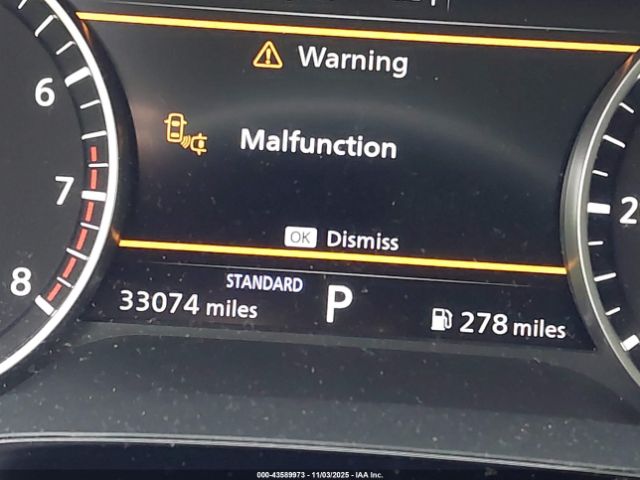 Warning
6
Malfunction
7
2
OK Dismiss
8
STANDARD
33074 miles P 278 miles
000-43589973 - 11/03/2025 - IAA Inc.